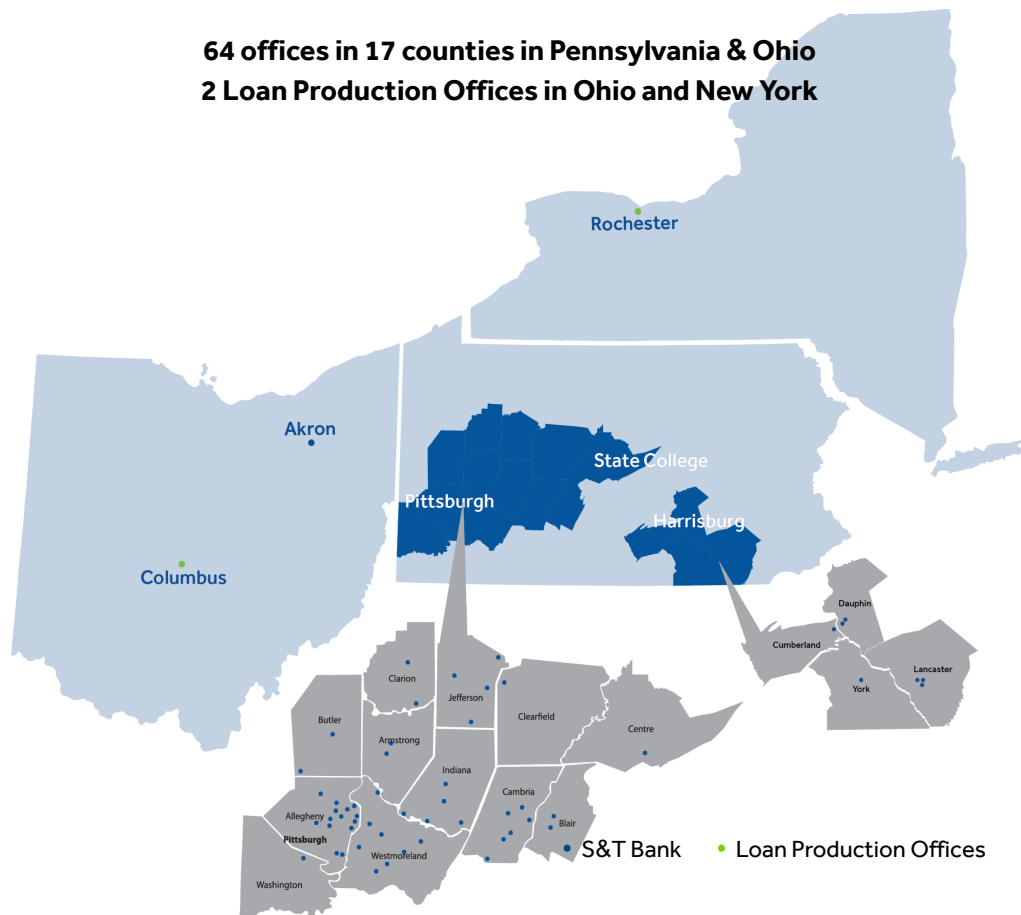 64 offices in 17 counties in Pennsylvania & Ohio
2 Loan Production Offices in Ohio and New York
Rochester
Akron
State College
Pittsburgh
Harrisburg
Columbus
Dauphin
Cumberland
Lancaster
York
Clarion
Jefferson
Butler
Clearfield
Centre
Armstrong
Indiana
Cambria
Allegheny
Blair
Pittsburgh
Westmoreland
Washington
S&T Bank
Loan Production Offices